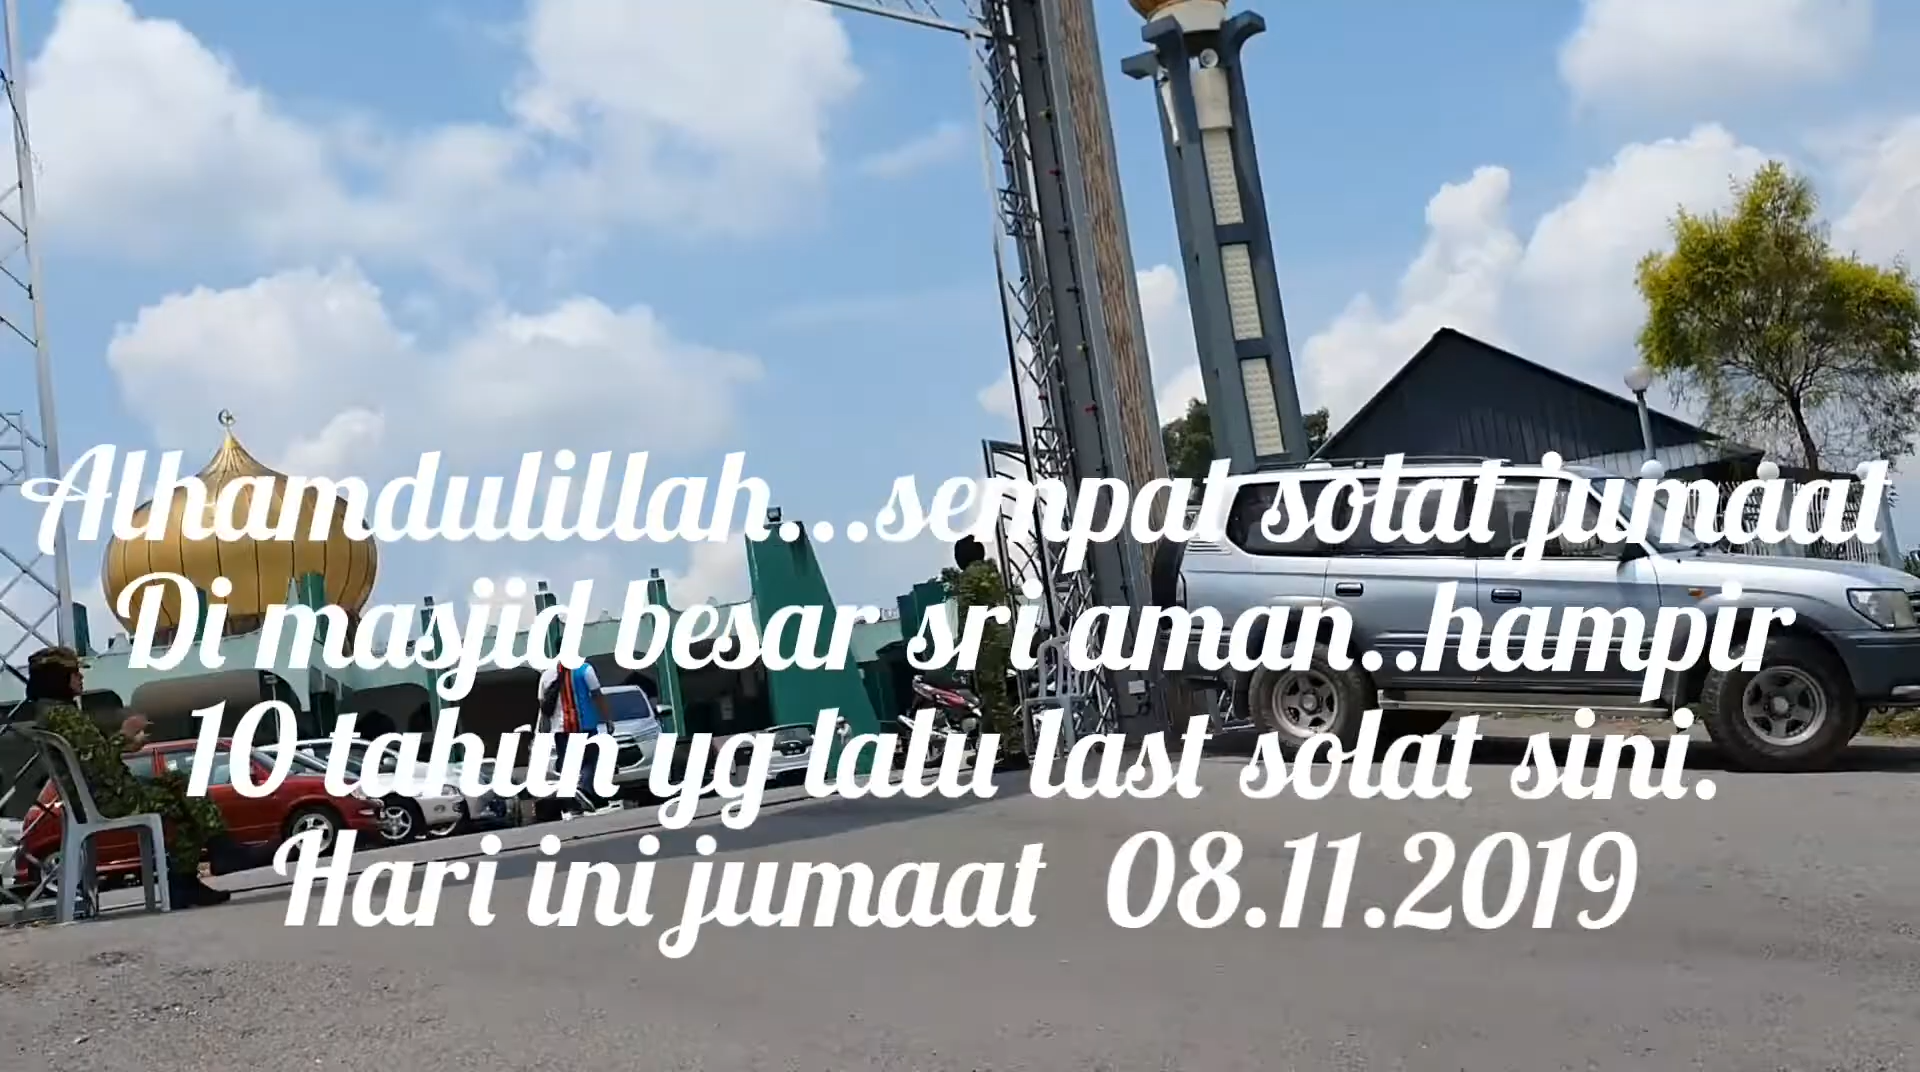 Alhamdulillah...sempat solat jumaat
Di masjid besar sri aman..hampir
10 tahun yg lalu last solat sini.
Hari ini jumaat 08.11.2019